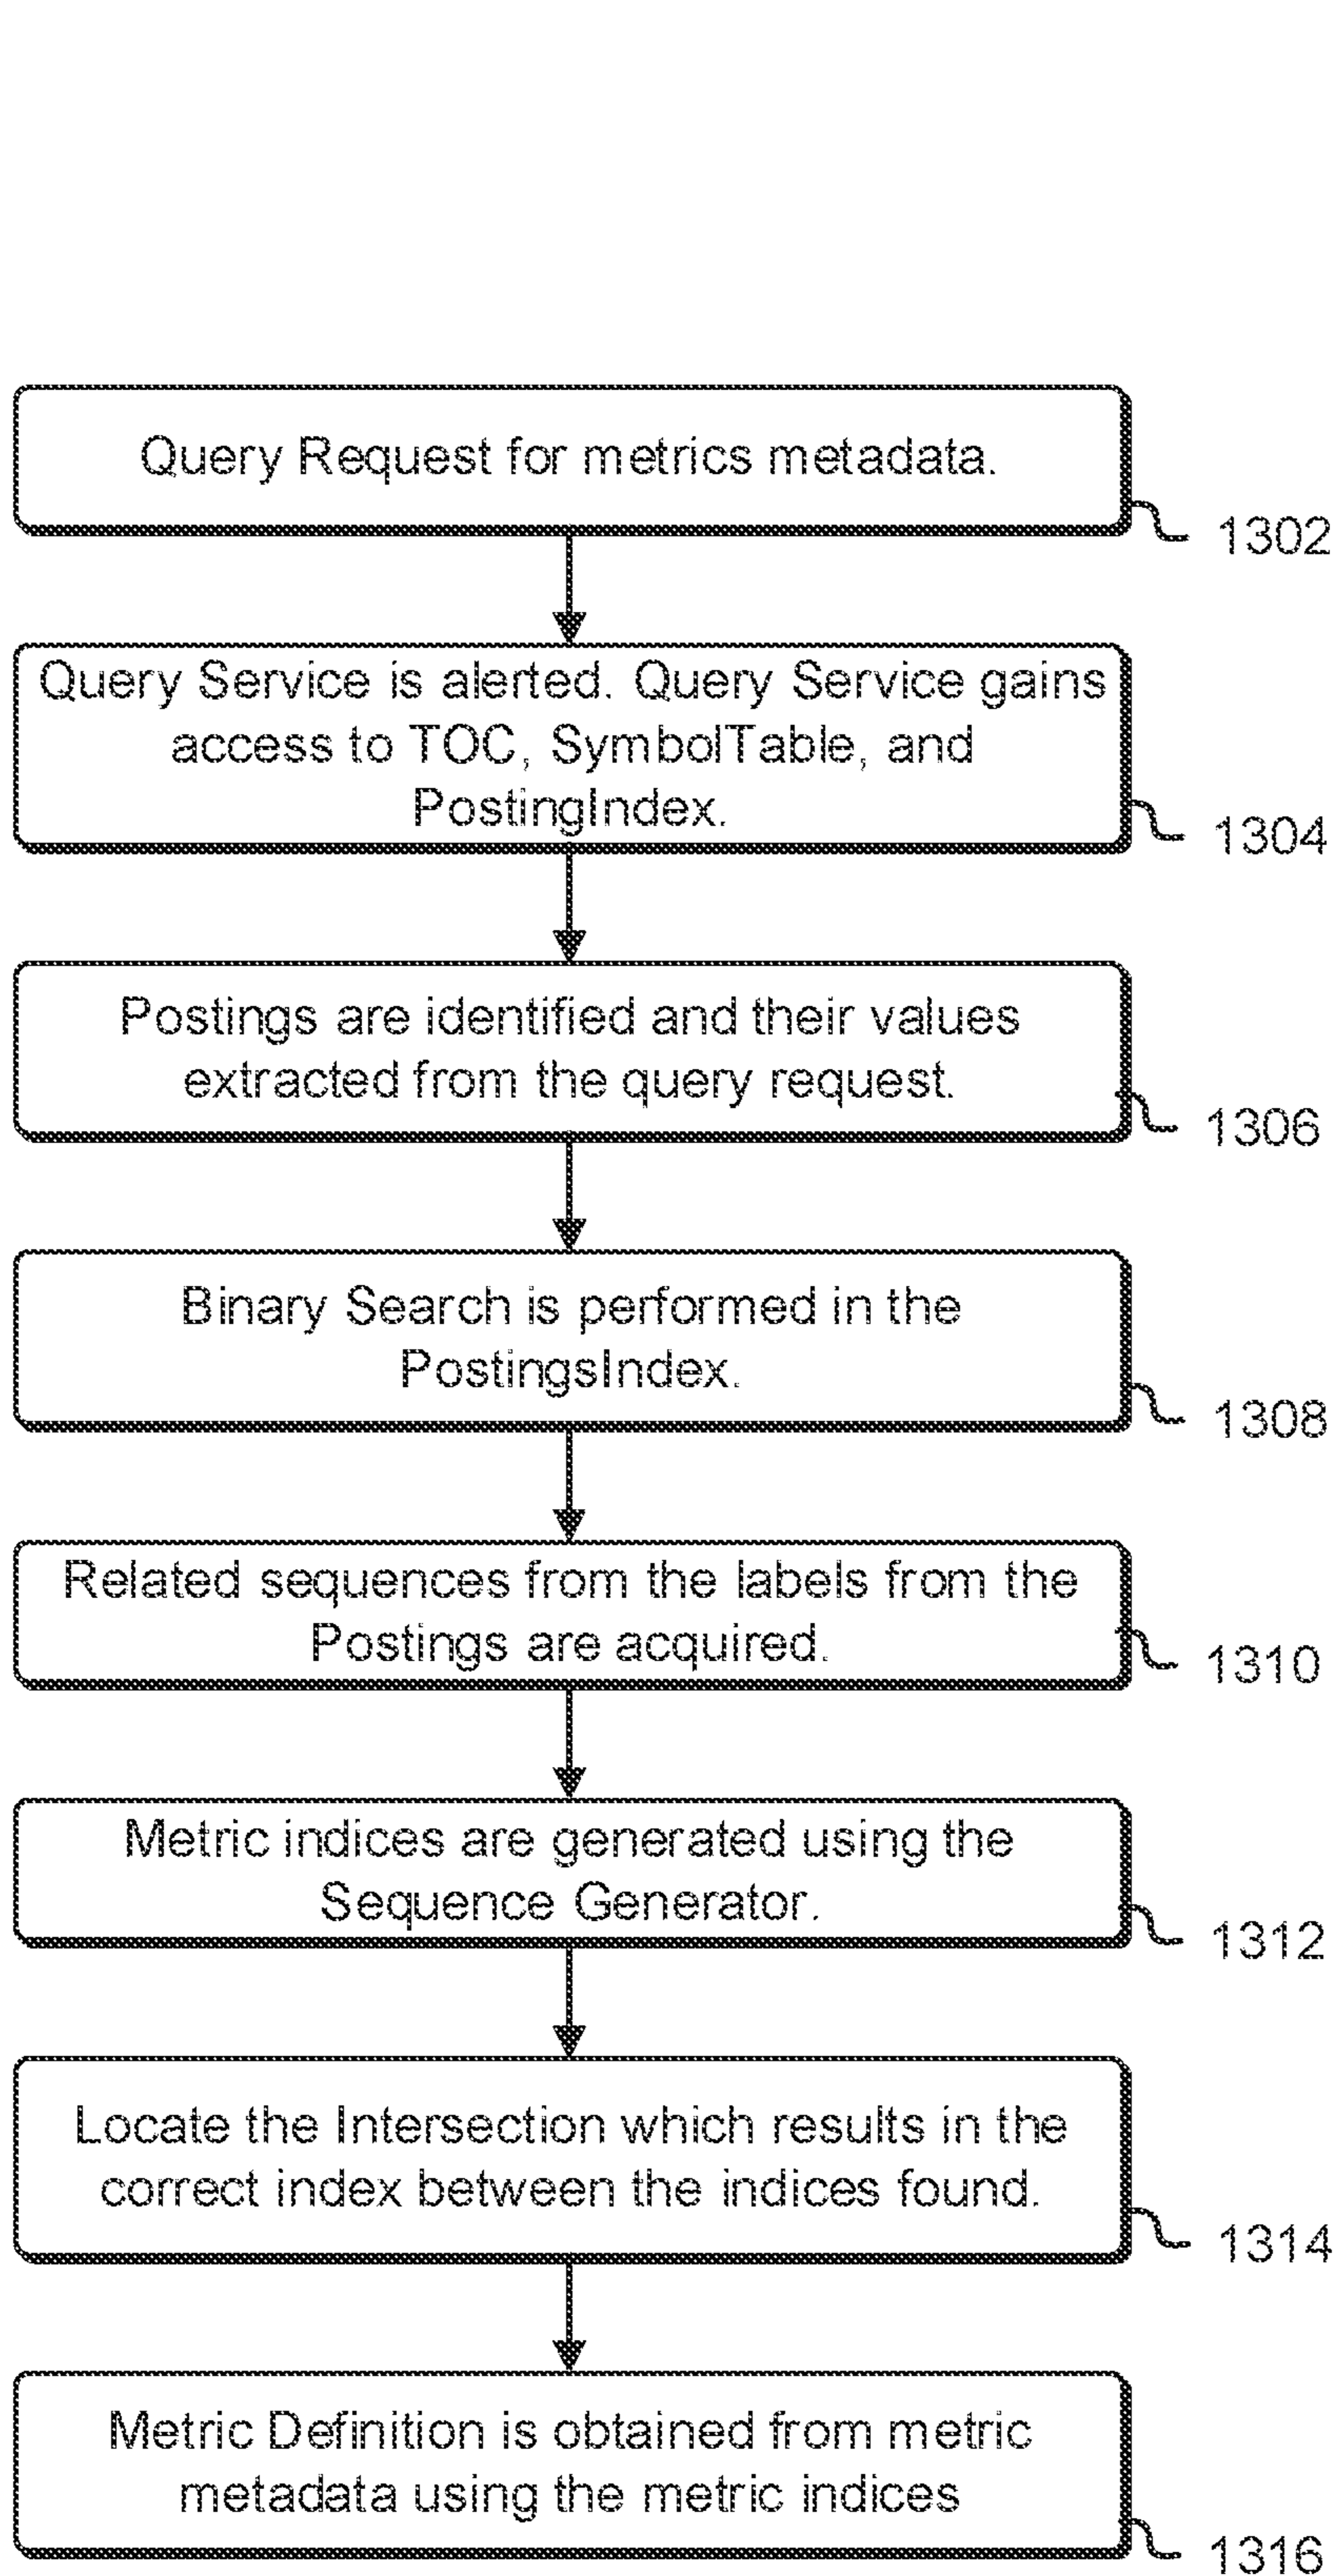 Query Request for metrics metadata.
1302
Query Service is alerted. Query Service gains
access to TOC, SymbolTable, and
PostingIndex.
1304
Postings are identified and their values
extracted from the query request.
1306
Binary Search is performed in the
PostingsIndex.
1308
Related sequences from the labels from the
Postings are acquired.
1310
Metric indices are generated using the
Sequence Generator.
1312
Locate the Intersection which results in the
correct index between the indices found.
1314
Metric Definition is obtained from metric
metadata using the metric indices
1316